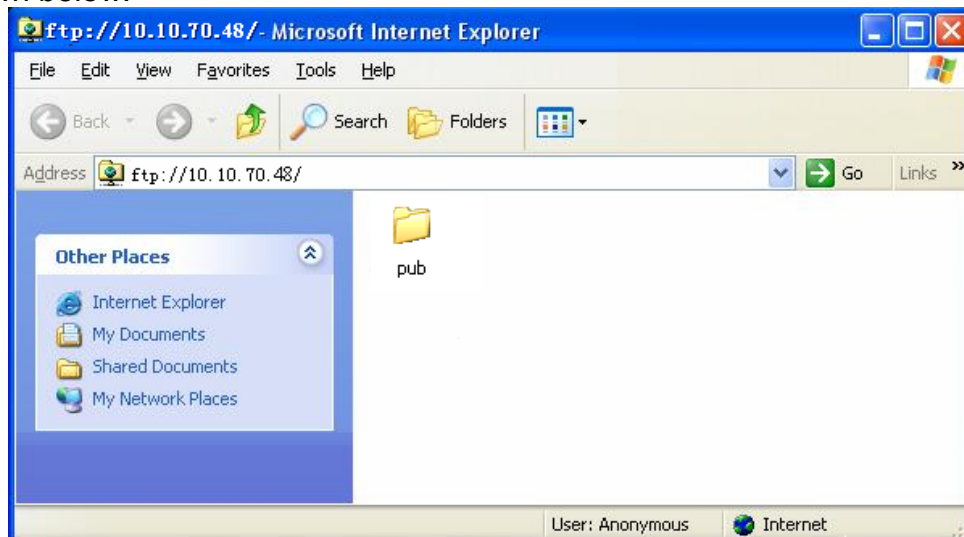 ftp://10.10.70.48/- Microsoft Internet Explorer
File Edit View Favorites Tools Help
Back Search Folders
Address ftp://10.10.70.48/ Go Links »
Other Places
pub
Internet Explorer
My Documents
Shared Documents
My Network Places
User: Anonymous Internet